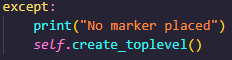 except:
    print("No marker placed")
    self.create_toplevel()